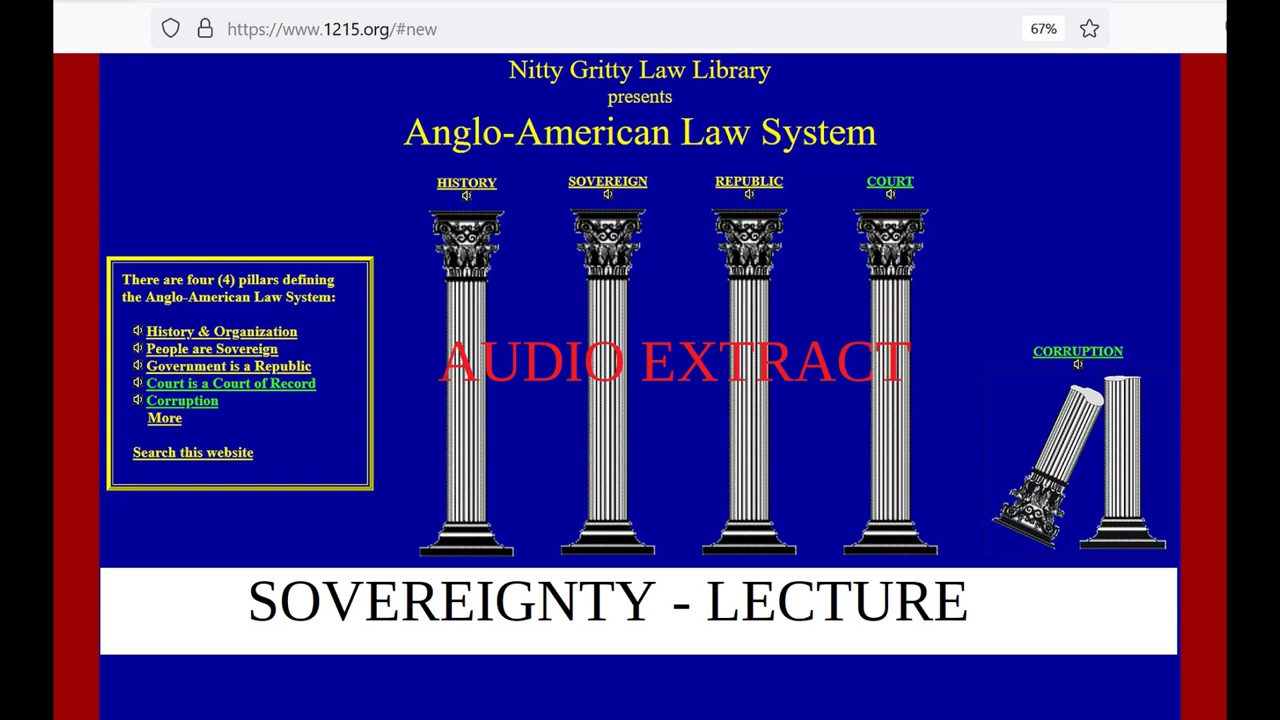 https://www.1215.org/#new
67%
Nitty Gritty Law Library
presents
Anglo-American Law System
HISTORY
SOVEREIGN
REPUBLIC
COURT
There are four (4) pillars defining
the Anglo-American Law System:
History & Organization
People are Sovereign
Government is a Republic
Court is a Court of Record
Corruption
More
Search this website
AUDIO EXTRACT
CORRUPTION
SOVEREIGNTY - LECTURE